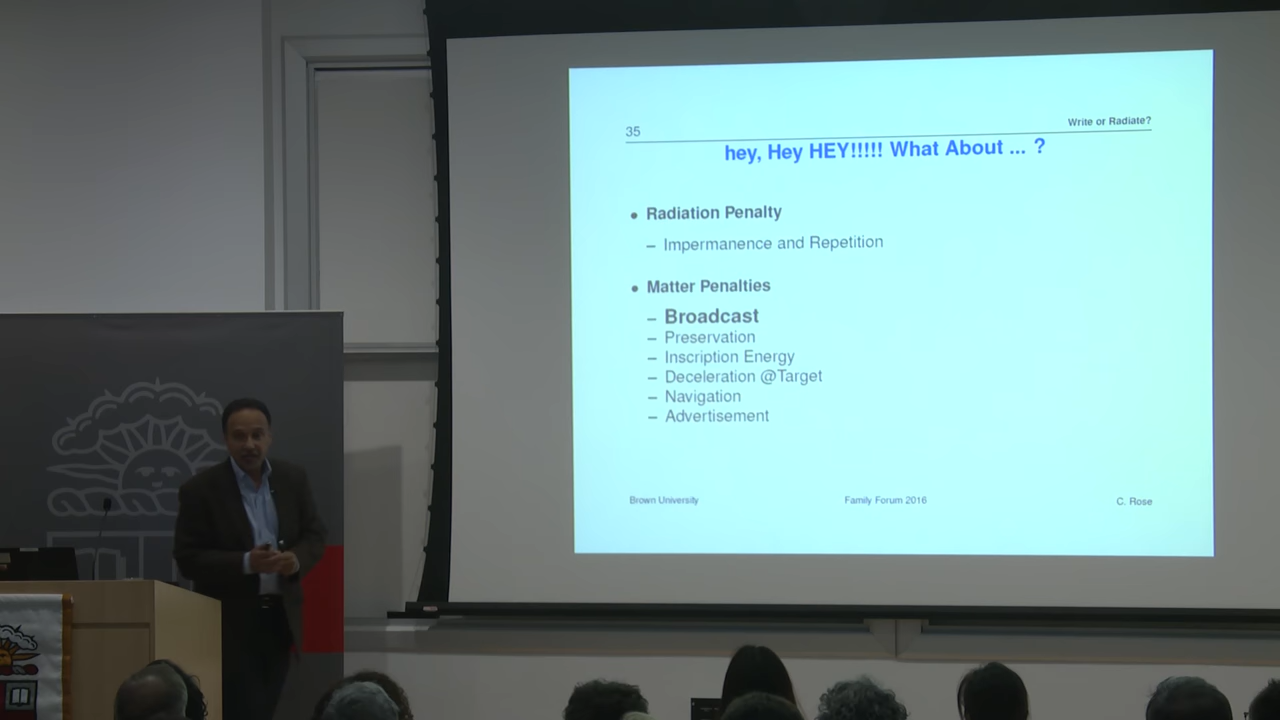 35
Write or Radiate?
hey, Hey HEY!!!!! What About ... ?
• Radiation Penalty
– Impermanence and Repetition
• Matter Penalties
– Broadcast
– Preservation
– Inscription Energy
– Deceleration @Target
– Navigation
– Advertisement
Brown University Family Forum 2016 C. Rose